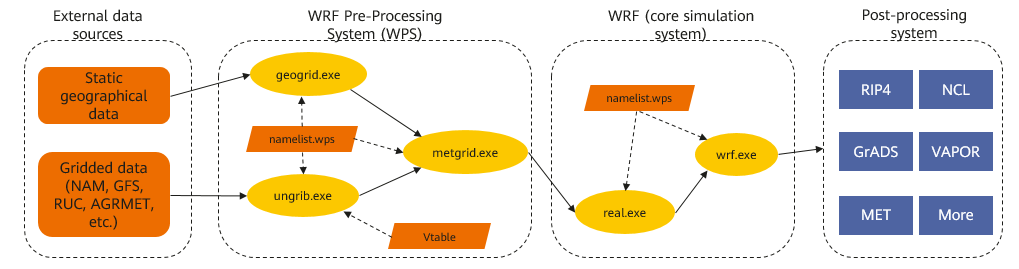 External data
sources
WRF Pre-Processing
System (WPS)
WRF (core simulation
system)
Post-processing
system
Static
geographical
data
Gridded data
(NAM, GFS,
RUC, AGRMET,
etc.)
geogrid.exe
namelist.wps
ungrib.exe
metgrid.exe
Vtable
namelist.wps
real.exe
wrf.exe
RIP4
NCL
GrADS
VAPOR
MET
More